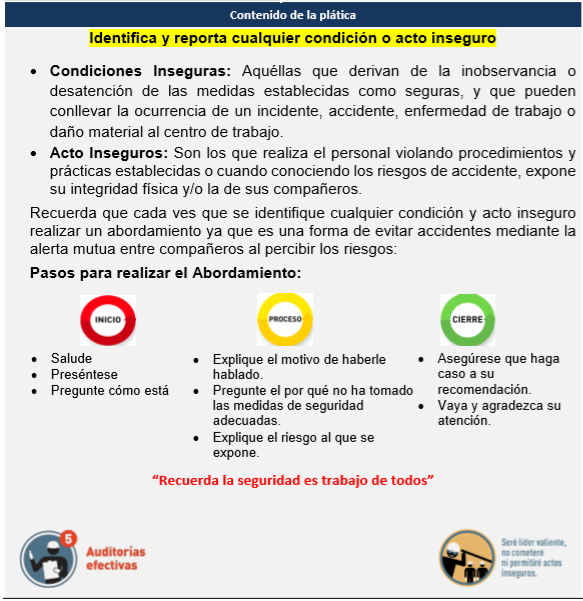 Contenido de la plática
Identifica y reporta cualquier condición o acto inseguro
• Condiciones Inseguras: Aquéllas que derivan de la inobservancia o
desatención de las medidas establecidas como seguras, y que pueden
conllevar la ocurrencia de un incidente, accidente, enfermedad de trabajo o
daño material al centro de trabajo.
• Acto Inseguros: Son los que realiza el personal violando procedimientos y
prácticas establecidas o cuando conociendo los riesgos de accidente, expone
su integridad física y/o la de sus compañeros.
Recuerda que cada ves que se identifique cualquier condición y acto inseguro
realizar un abordamiento ya que es una forma de evitar accidentes mediante la
alerta mutua entre compañeros al percibir los riesgos:
Pasos para realizar el Abordamiento:
INICIO
• Salude
• Preséntese
• Pregunte cómo está
PROCESO
• Explique el motivo de haberle
hablado.
• Pregunte el por qué no ha tomado
las medidas de seguridad
adecuadas.
• Explique el riesgo al que se
expone.
CIERRE
• Asegúrese que haga
caso a su
recomendación.
• Vaya y agradezca su
atención.
“Recuerda la seguridad es trabajo de todos”
5
Auditorías
efectivas
Seré líder valiente,
no cometeré
ni permitiré actos
inseguros.